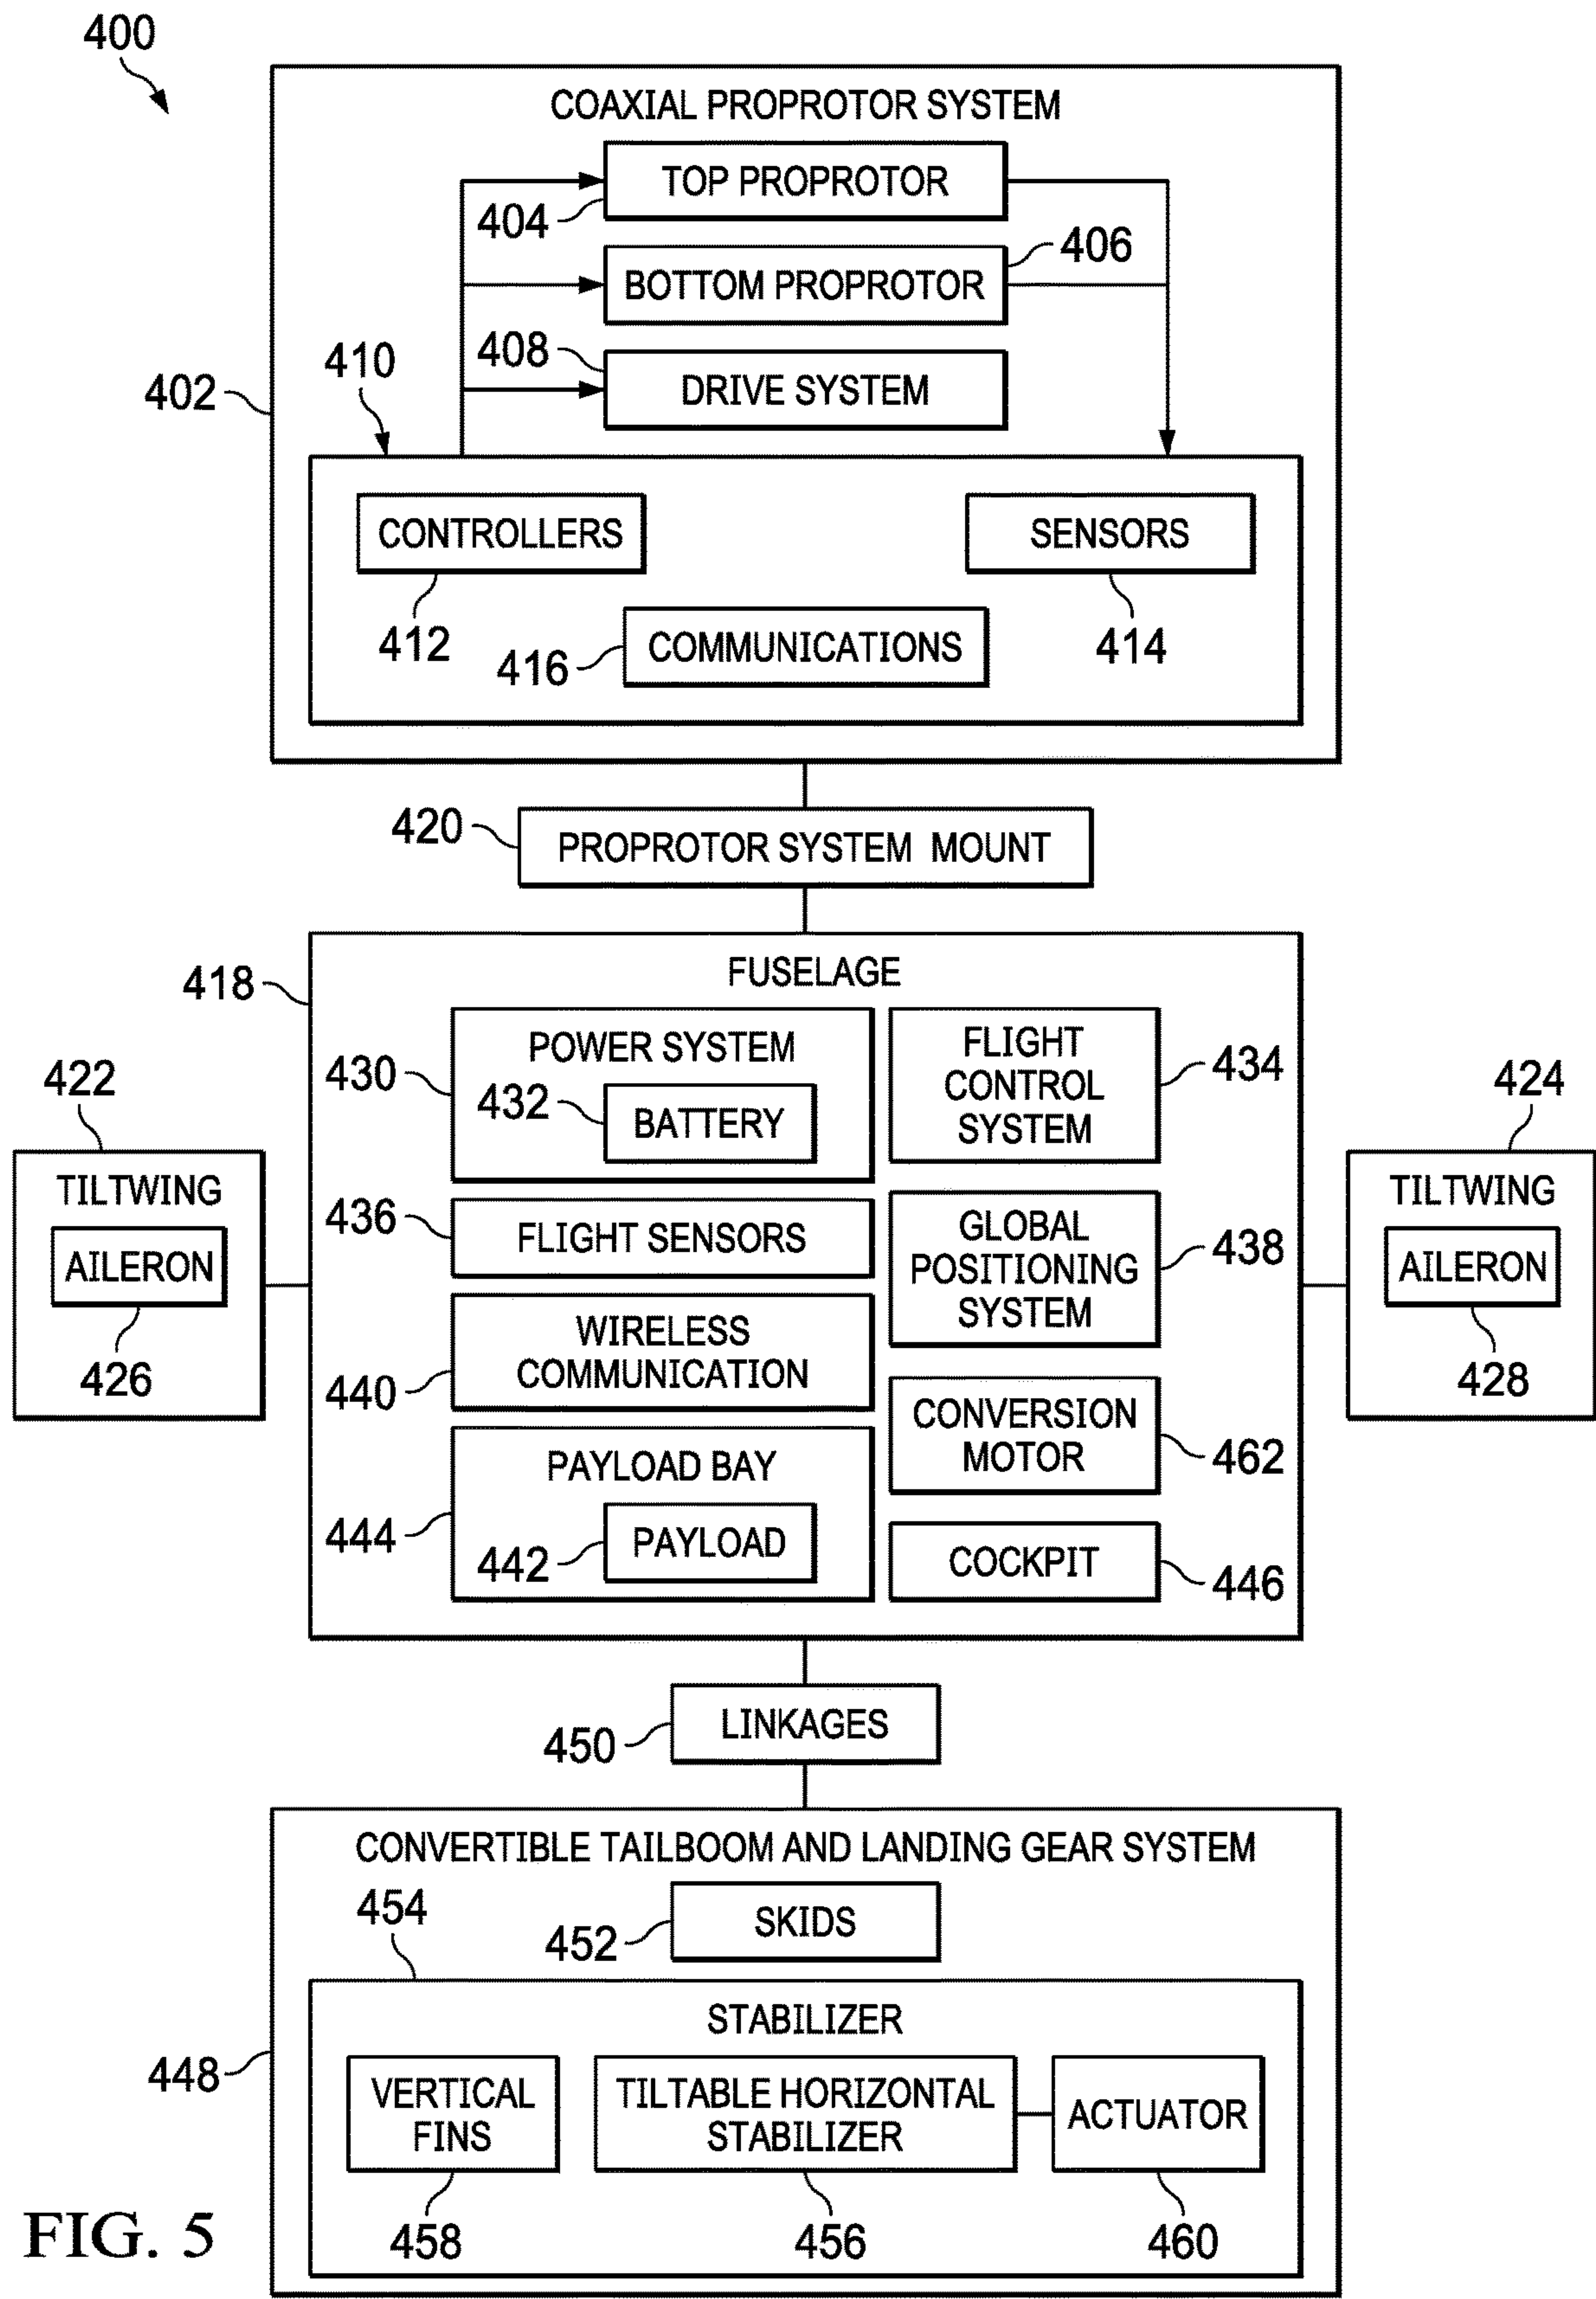 400
COAXIAL PROPROTOR SYSTEM
TOP PROPROTOR
404
406
BOTTOM PROPROTOR
408
410
402
DRIVE SYSTEM
CONTROLLERS
SENSORS
412
416
COMMUNICATIONS
414
420
PROPROTOR SYSTEM MOUNT
418
FUSELAGE
POWER SYSTEM
430
432
BATTERY
FLIGHT
CONTROL
SYSTEM
434
422
TILTWING
AILERON
426
424
TILTWING
AILERON
428
436
FLIGHT SENSORS
GLOBAL
POSITIONING
SYSTEM
438
WIRELESS
COMMUNICATION
440
CONVERSION
MOTOR
462
PAYLOAD BAY
444
442
PAYLOAD
COCKPIT
446
450
LINKAGES
CONVERTIBLE TAILBOOM AND LANDING GEAR SYSTEM
454
452
SKIDS
STABILIZER
448
VERTICAL
FINS
TILTABLE HORIZONTAL
STABILIZER
ACTUATOR
458
456
460
FIG. 5